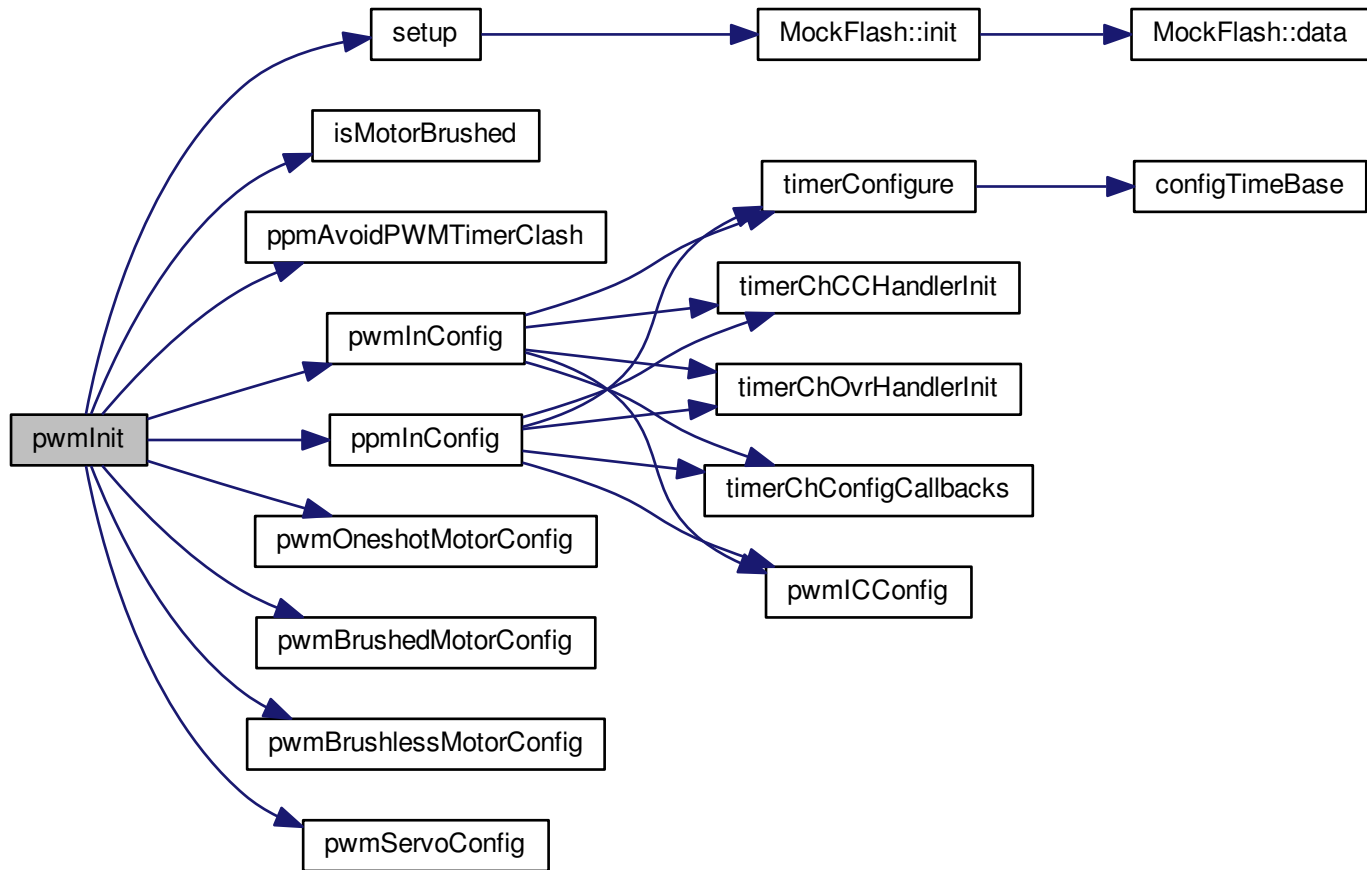 setup
MockFlash::init
MockFlash::data
isMotorBrushed
timerConfigure
configTimeBase
ppmAvoidPWMTimerClash
timerChCCHandlerInit
pwmInConfig
timerChOvrHandlerInit
pwmInit
ppmInConfig
timerChConfigCallbacks
pwmOneshotMotorConfig
pwmICConfig
pwmBrushedMotorConfig
pwmBrushlessMotorConfig
pwmServoConfig